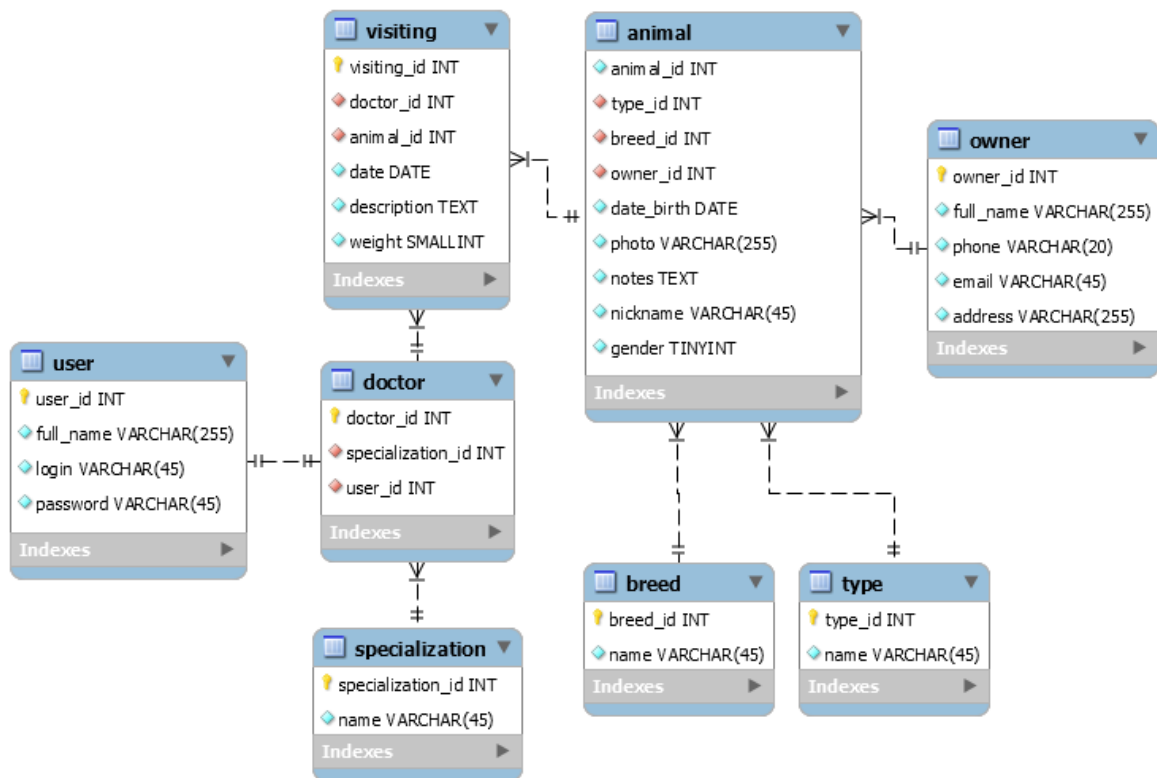 visiting
visiting_id INT
doctor_id INT
animal_id INT
date DATE
description TEXT
weight SMALLINT
Indexes
animal
animal_id INT
type_id INT
breed_id INT
owner_id INT
date_birth DATE
photo VARCHAR(255)
notes TEXT
nickname VARCHAR(45)
gender TINYINT
Indexes
owner
owner_id INT
full_name VARCHAR(255)
phone VARCHAR(20)
email VARCHAR(45)
address VARCHAR(255)
Indexes
user
user_id INT
full_name VARCHAR(255)
login VARCHAR(45)
password VARCHAR(45)
Indexes
doctor
doctor_id INT
specialization_id INT
user_id INT
Indexes
breed
breed_id INT
name VARCHAR(45)
Indexes
type
type_id INT
name VARCHAR(45)
Indexes
specialization
specialization_id INT
name VARCHAR(45)
Indexes